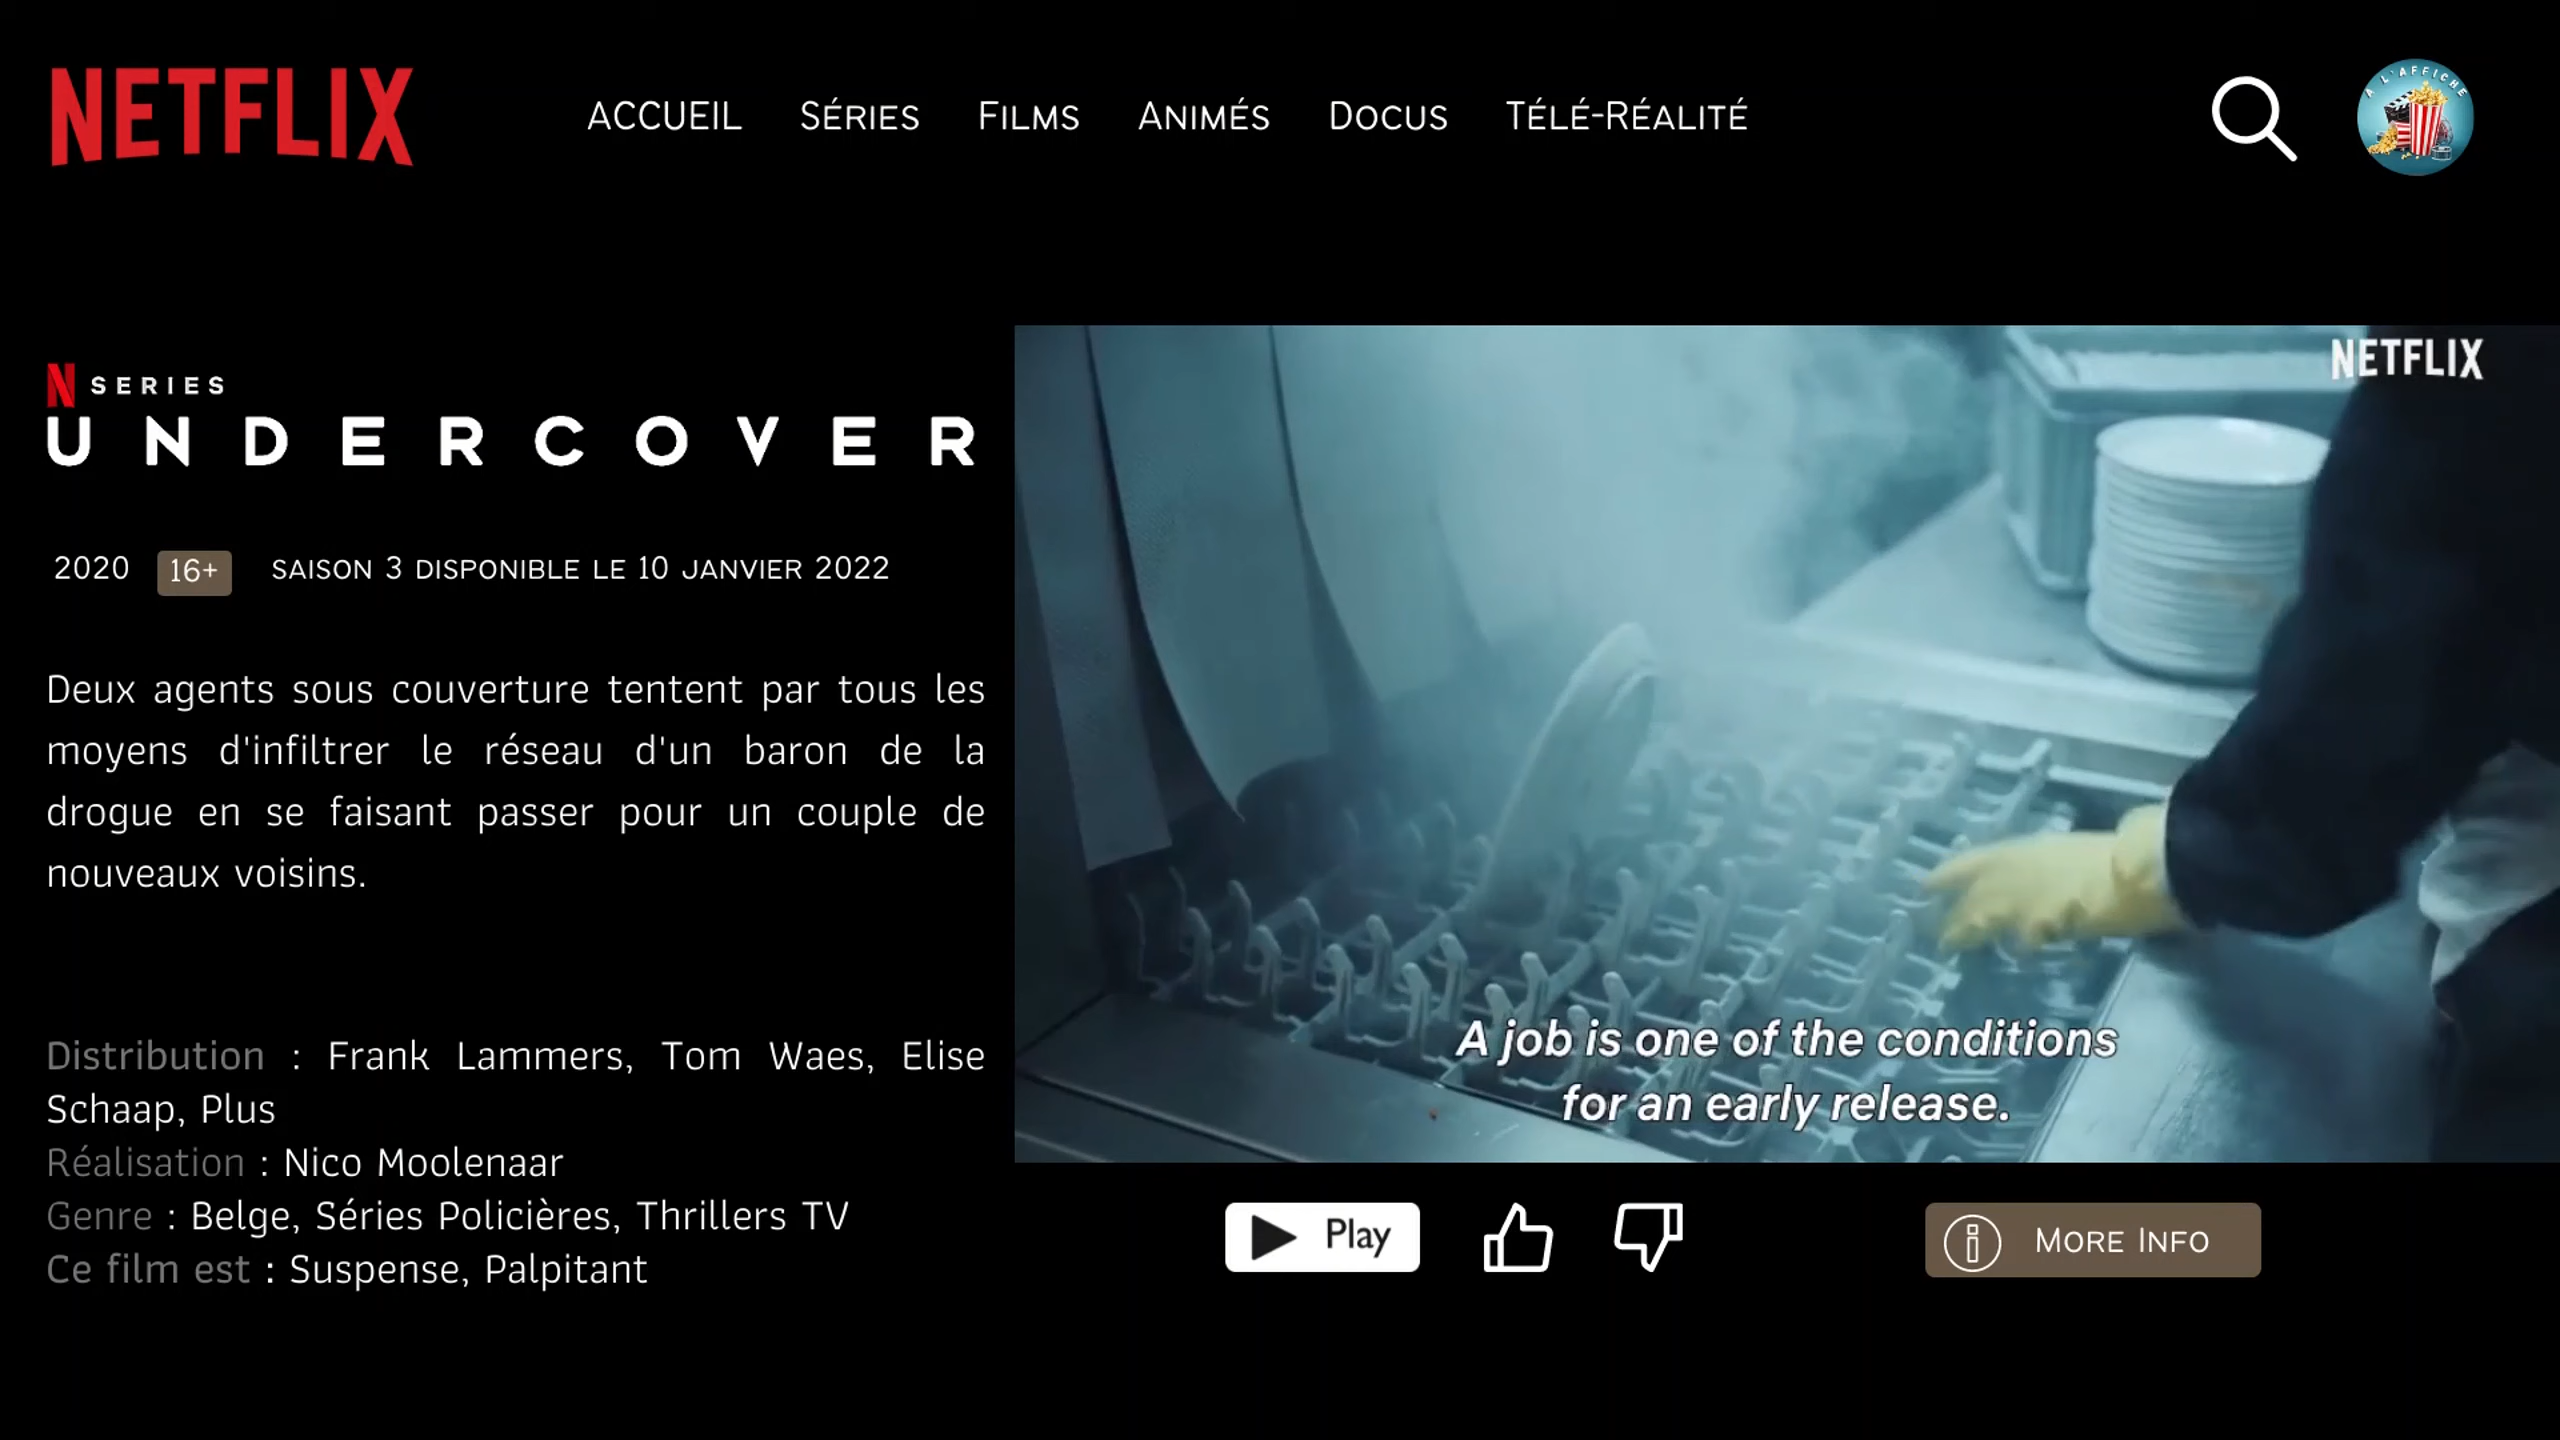 NETFLIX
ACCUEIL SÉRIES FILMS ANIMÉS DOCUS TÉLÉ-RÉALITÉ
À L'AFFICHE
N SERIES
UNDERCOVER
2020 16+ SAISON 3 DISPONIBLE LE 10 JANVIER 2022
Deux agents sous couverture tentent par tous les
moyens d'infiltrer le réseau d'un baron de la
drogue en se faisant passer pour un couple de
nouveaux voisins.
Distribution : Frank Lammers, Tom Waes, Elise
Schaap, Plus
Réalisation : Nico Moolenaar
Genre : Belge, Séries Policières, Thrillers TV
Ce film est : Suspense, Palpitant
NETFLIX
A job is one of the conditions
for an early release.
Play
MORE INFO